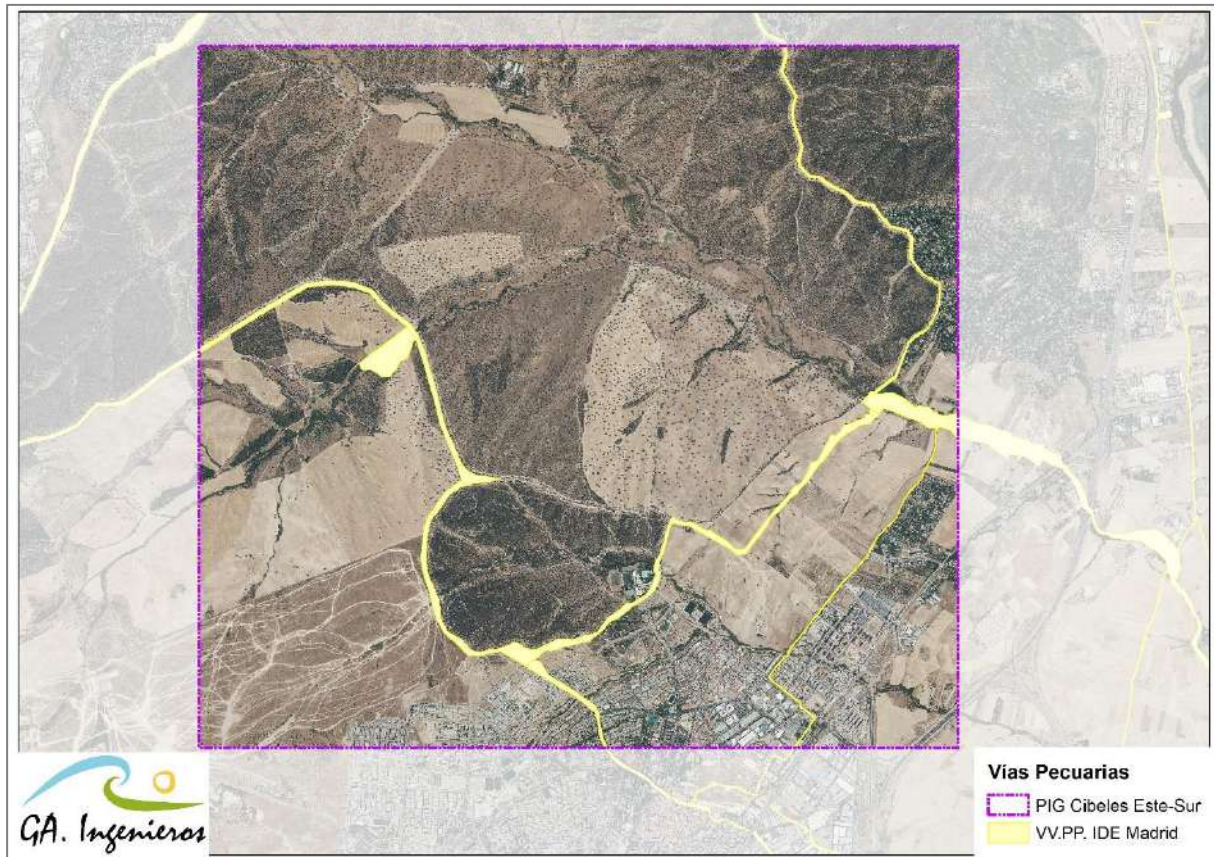 GA. Ingenieros
Vías Pecuarias
PIG Cibeles Este-Sur
VV.PP. IDE Madrid